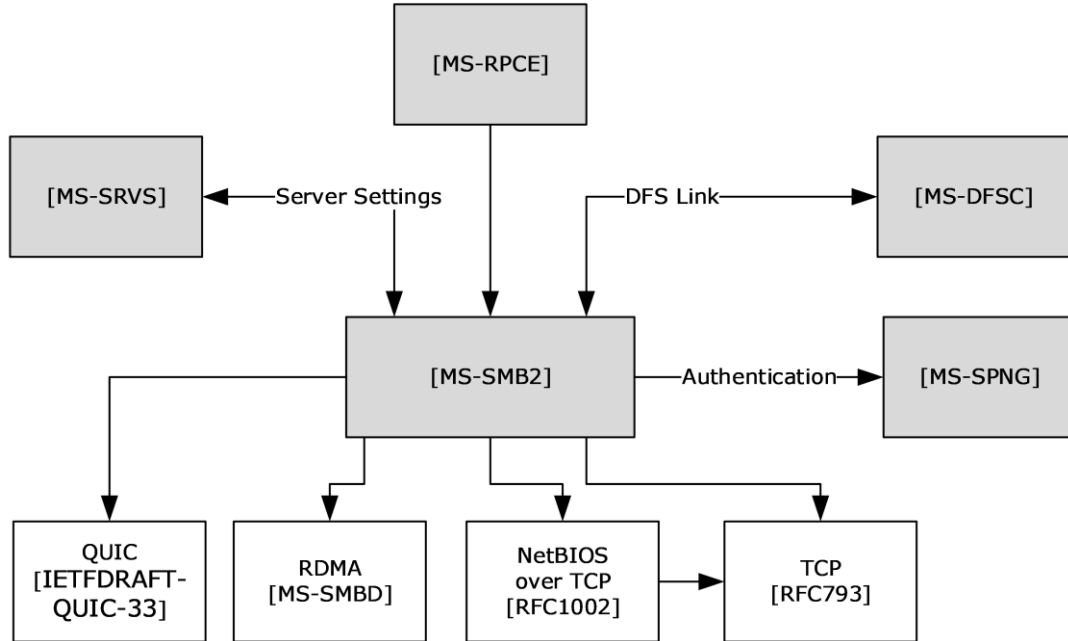 [MS-RPCE]
[MS-SRVS]
Server Settings
DFS Link
[MS-DFSC]
[MS-SMB2]
Authentication
[MS-SPNG]
QUIC
[IETFDRAFT-
QUIC-33]
RDMA
[MS-SMBD]
NetBIOS
over TCP
[RFC1002]
TCP
[RFC793]